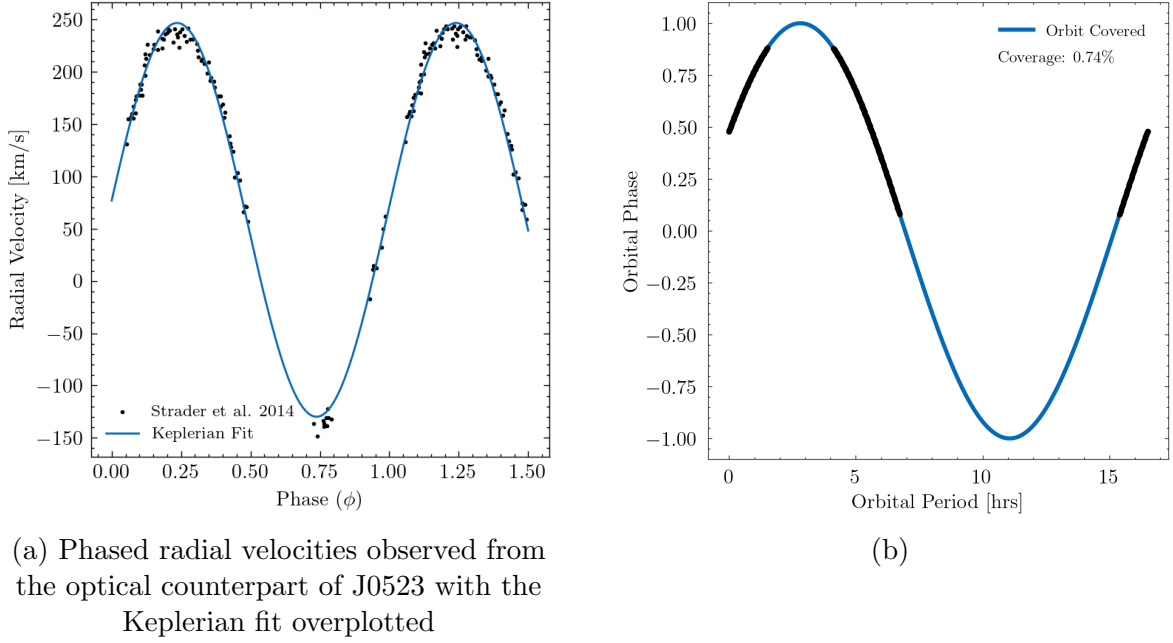 250
200
150
100
50
0
−50
−100
−150
Radial Velocity [km/s]
Strader et al. 2014
Keplerian Fit
0.00 0.25 0.50 0.75 1.00 1.25 1.50
Phase (ϕ)
(a) Phased radial velocities observed from
the optical counterpart of J0523 with the
Keplerian fit overplotted
1.00
0.75
0.50
0.25
0.00
−0.25
−0.50
−0.75
−1.00
Orbital Phase
Orbit Covered
Coverage: 0.74%
0 5 10 15
Orbital Period [hrs]
(b)